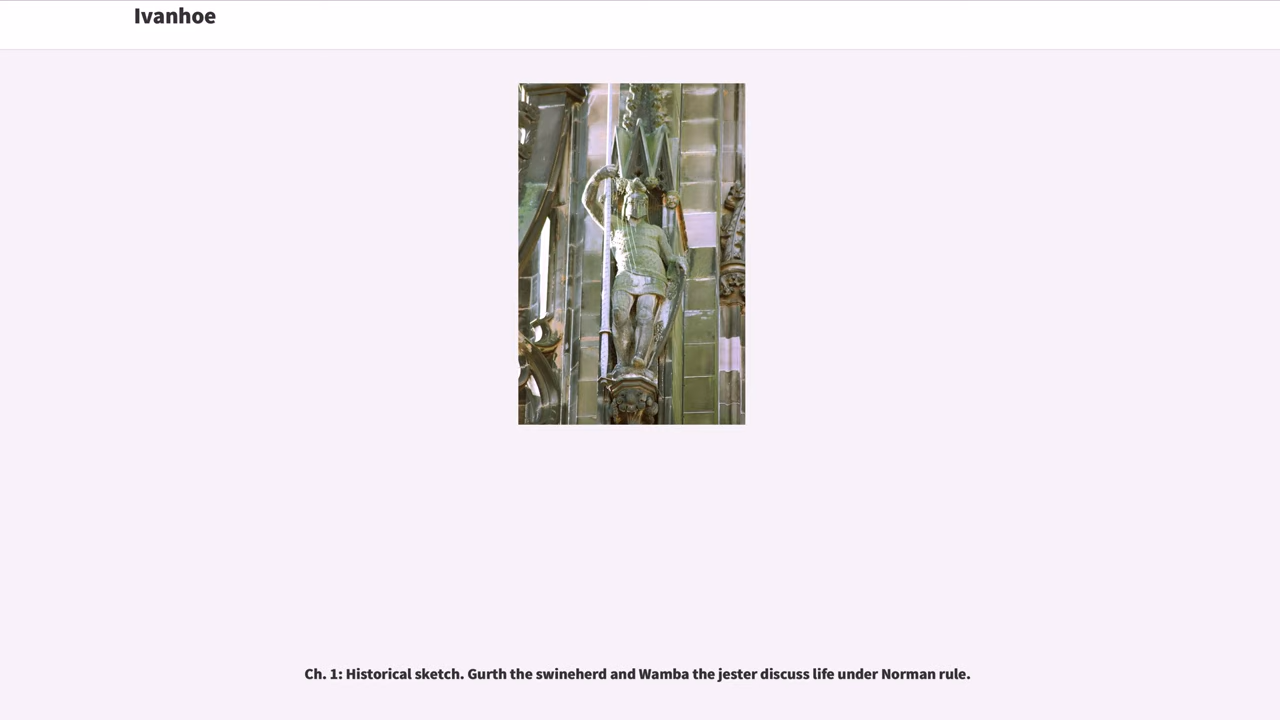 Ivanhoe
Ch. 1: Historical sketch. Gurth the swineherd and Wamba the jester discuss life under Norman rule.